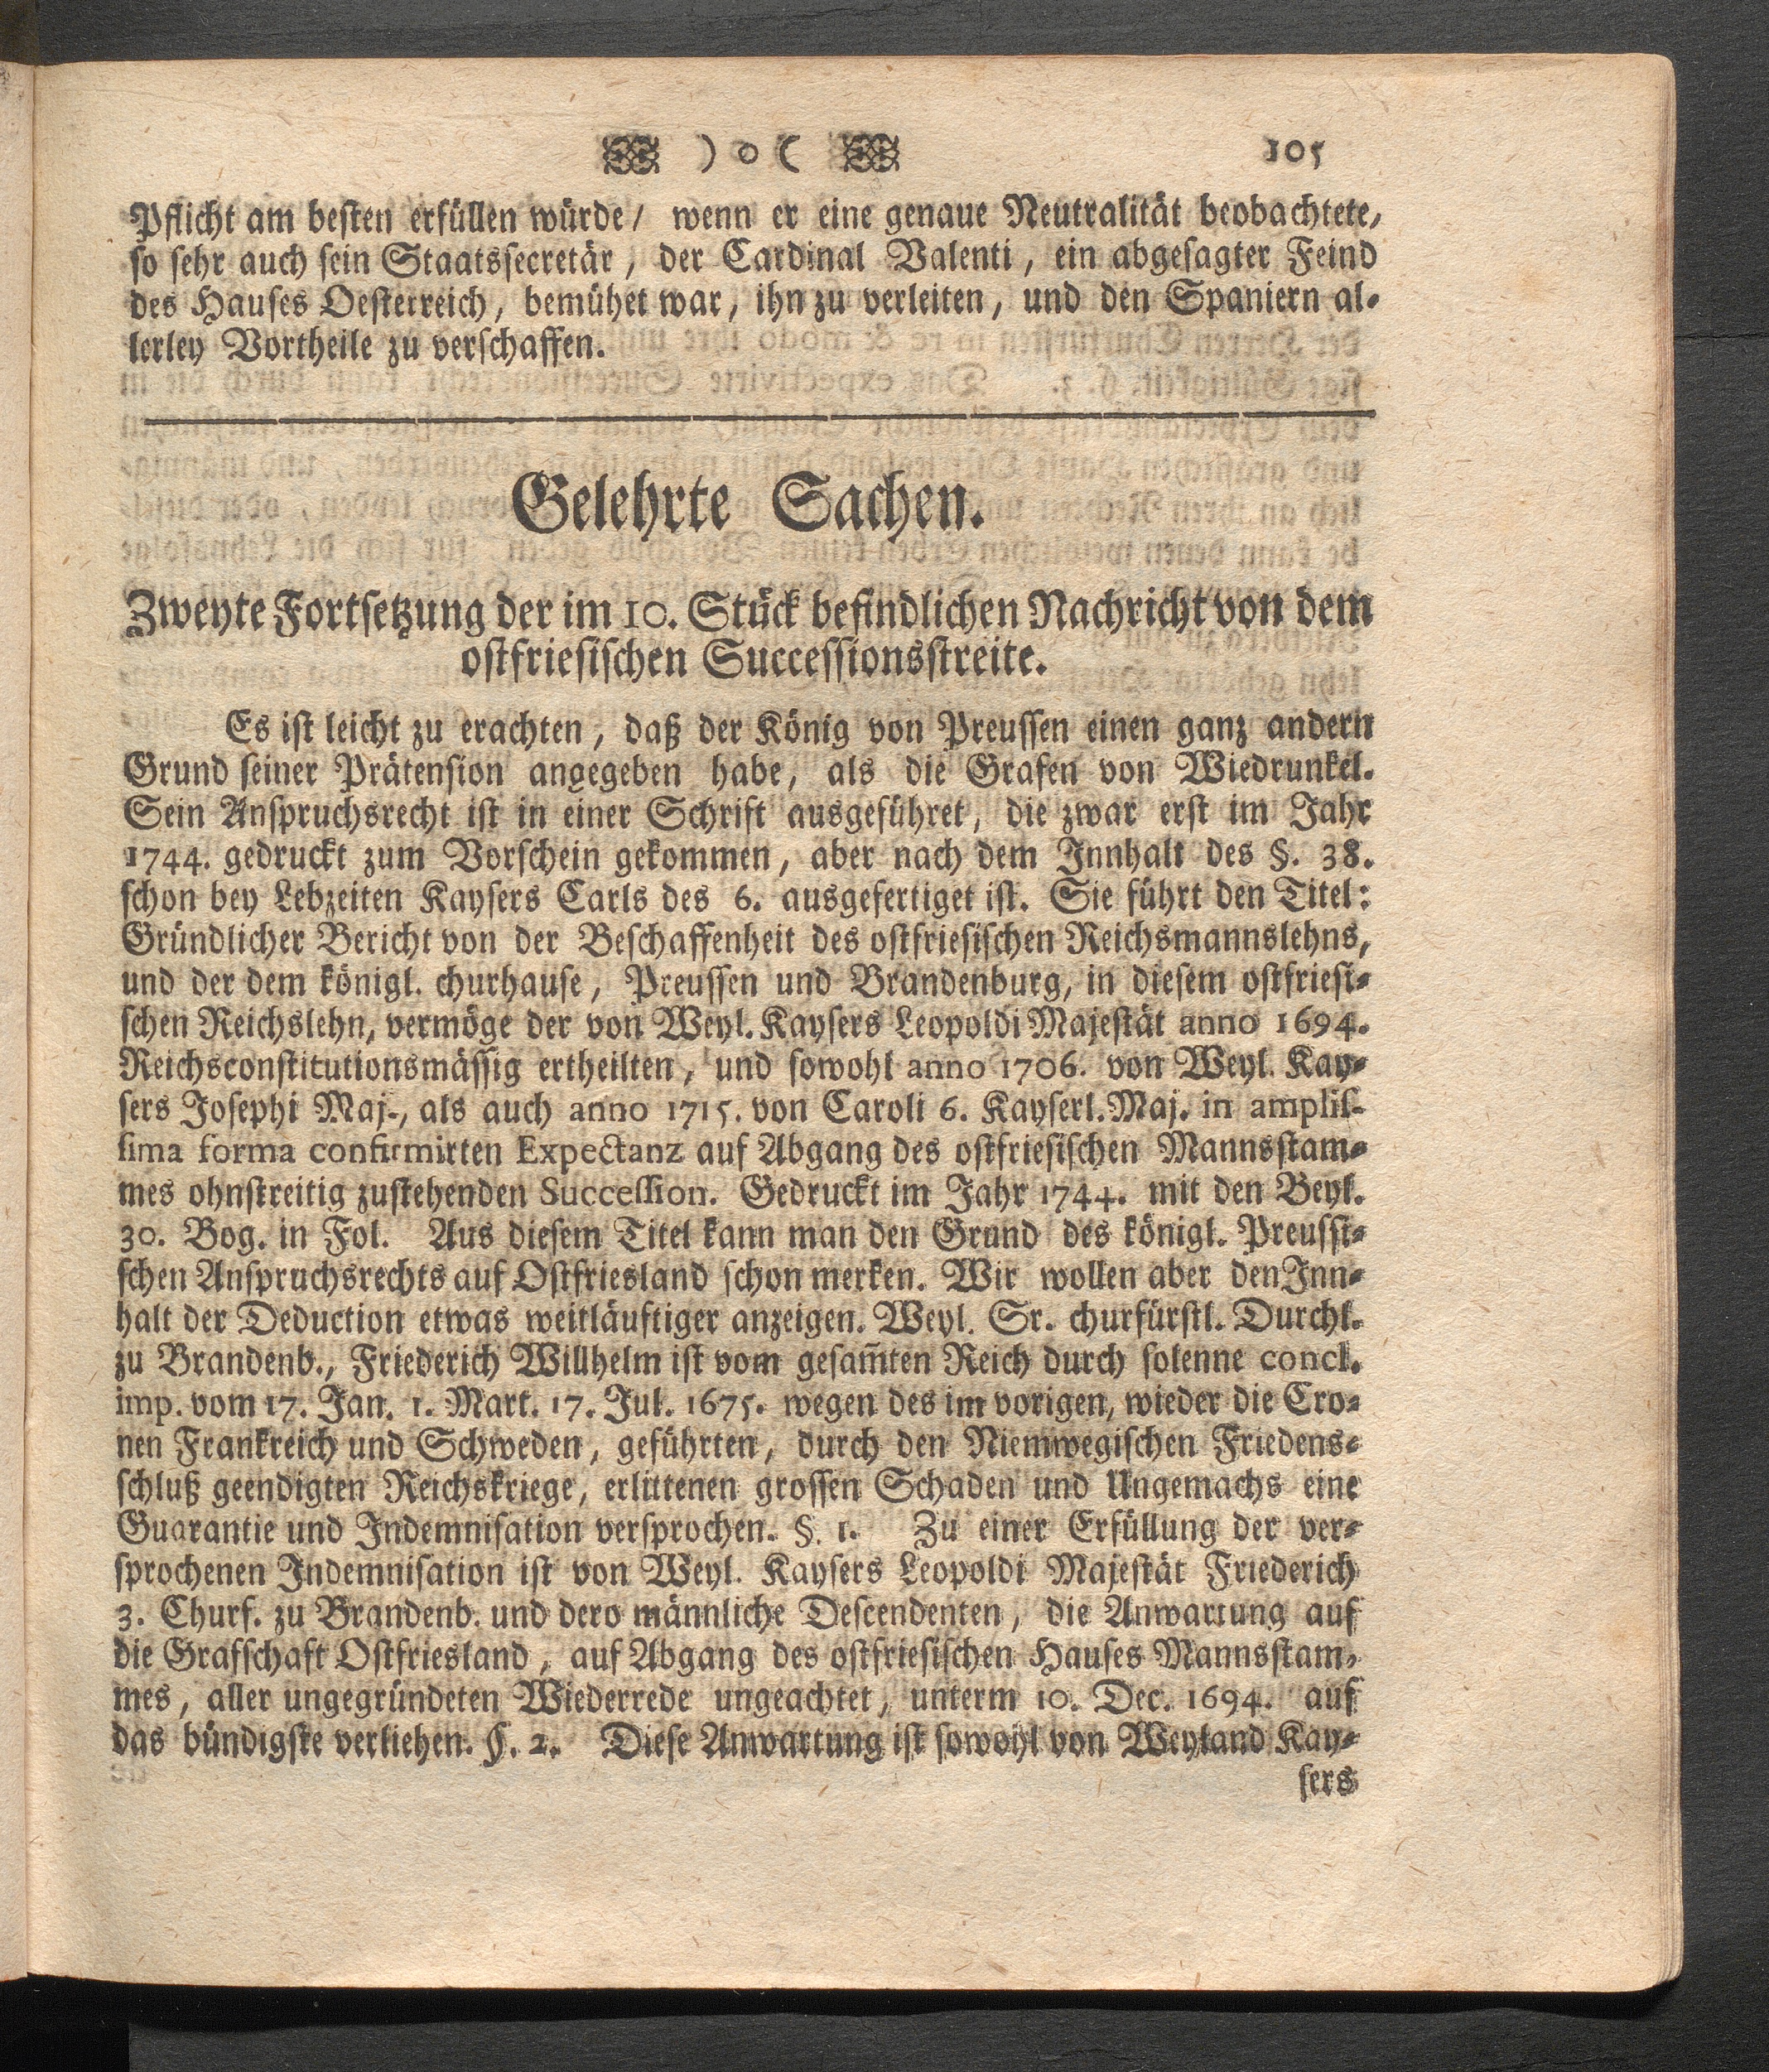 ) o (
105
Pflicht am besten erfüllen würde/ wenn er eine genaue Neutralität beobachtete,
so sehr auch sein Staatssecretär, der Cardinal Valenti, ein abgesagter Feind
des Hauses Oesterreich, bemühet war, ihn zu verleiten, und den Spaniern al-
lerley Vortheile zu verschaffen.
Gelehrte Sachen.
Zweyte Fortsetzung der im 10. Stück befindlichen Nachricht von dem
ostfriesischen Successionsstreite.
Es ist leicht zu erachten, daß der König von Preussen einen ganz andern
Grund seiner Prätension angegeben habe, als die Grafen von Wiedrunkel.
Sein Anspruchsrecht ist in einer Schrift ausgeführet, die zwar erst im Jahr
1744. gedruckt zum Vorschein gekommen, aber nach dem Innhalt des §. 38.
schon bey Lebzeiten Kaysers Carls des 6. ausgefertiget ist. Sie führt den Titel:
Gründlicher Bericht von der Beschaffenheit des ostfriesischen Reichsmannslehns,
und der dem königl. churhause, Preussen und Brandenburg, in diesem ostfriesi-
schen Reichslehn, vermöge der von Weyl. Kaysers Leopoldi Majestät anno 1694.
Reichsconstitutionsmässig ertheilten, und sowohl anno 1706. von Weyl. Kay-
sers Josephi Maj., als auch anno 1715. von Caroli 6. Kayserl. Maj. in amplis-
sima forma confirmirten Expectanz auf Abgang des ostfriesischen Mannsstam-
mes ohnstreitig zustehenden Succession. Gedruckt im Jahr 1744. mit den Beyl.
30. Bog. in Fol. Aus diesem Titel kann man den Grund des königl. Preussi-
schen Anspruchsrechts auf Ostfriesland schon merken. Wir wollen aber den Inn-
halt der Deduction etwas weitläuftiger anzeigen. Weyl. Sr. churfürstl. Durchl.
zu Brandenb., Friederich Willhelm ist vom gesam̃ten Reich durch solenne concl.
imp. vom 17. Jan. 1. Mart. 17. Jul. 1675. wegen des im vorigen, wieder die Cro-
nen Frankreich und Schweden, geführten, durch den Niemwegischen Friedens-
schluß geendigten Reichskriege, erlittenen grossen Schaden und Ungemachs eine
Guarantie und Indemnisation versprochen. §. 1. Zu einer Erfüllung der ver-
sprochenen Indemnisation ist von Weyl. Kaysers Leopoldi Majestät Friederich
3. Churf. zu Brandenb. und dero männliche Descendenten, die Anwartung auf
die Grafschaft Ostfriesland, auf Abgang des ostfriesischen Hauses Mannsstam-
mes, aller ungegründeten Wiederrede ungeachtet, unterm 10. Dec. 1694. auf
das bündigste verliehen. §. 2. Diese Anwartung ist sowohl von Weyland Kay-
sers